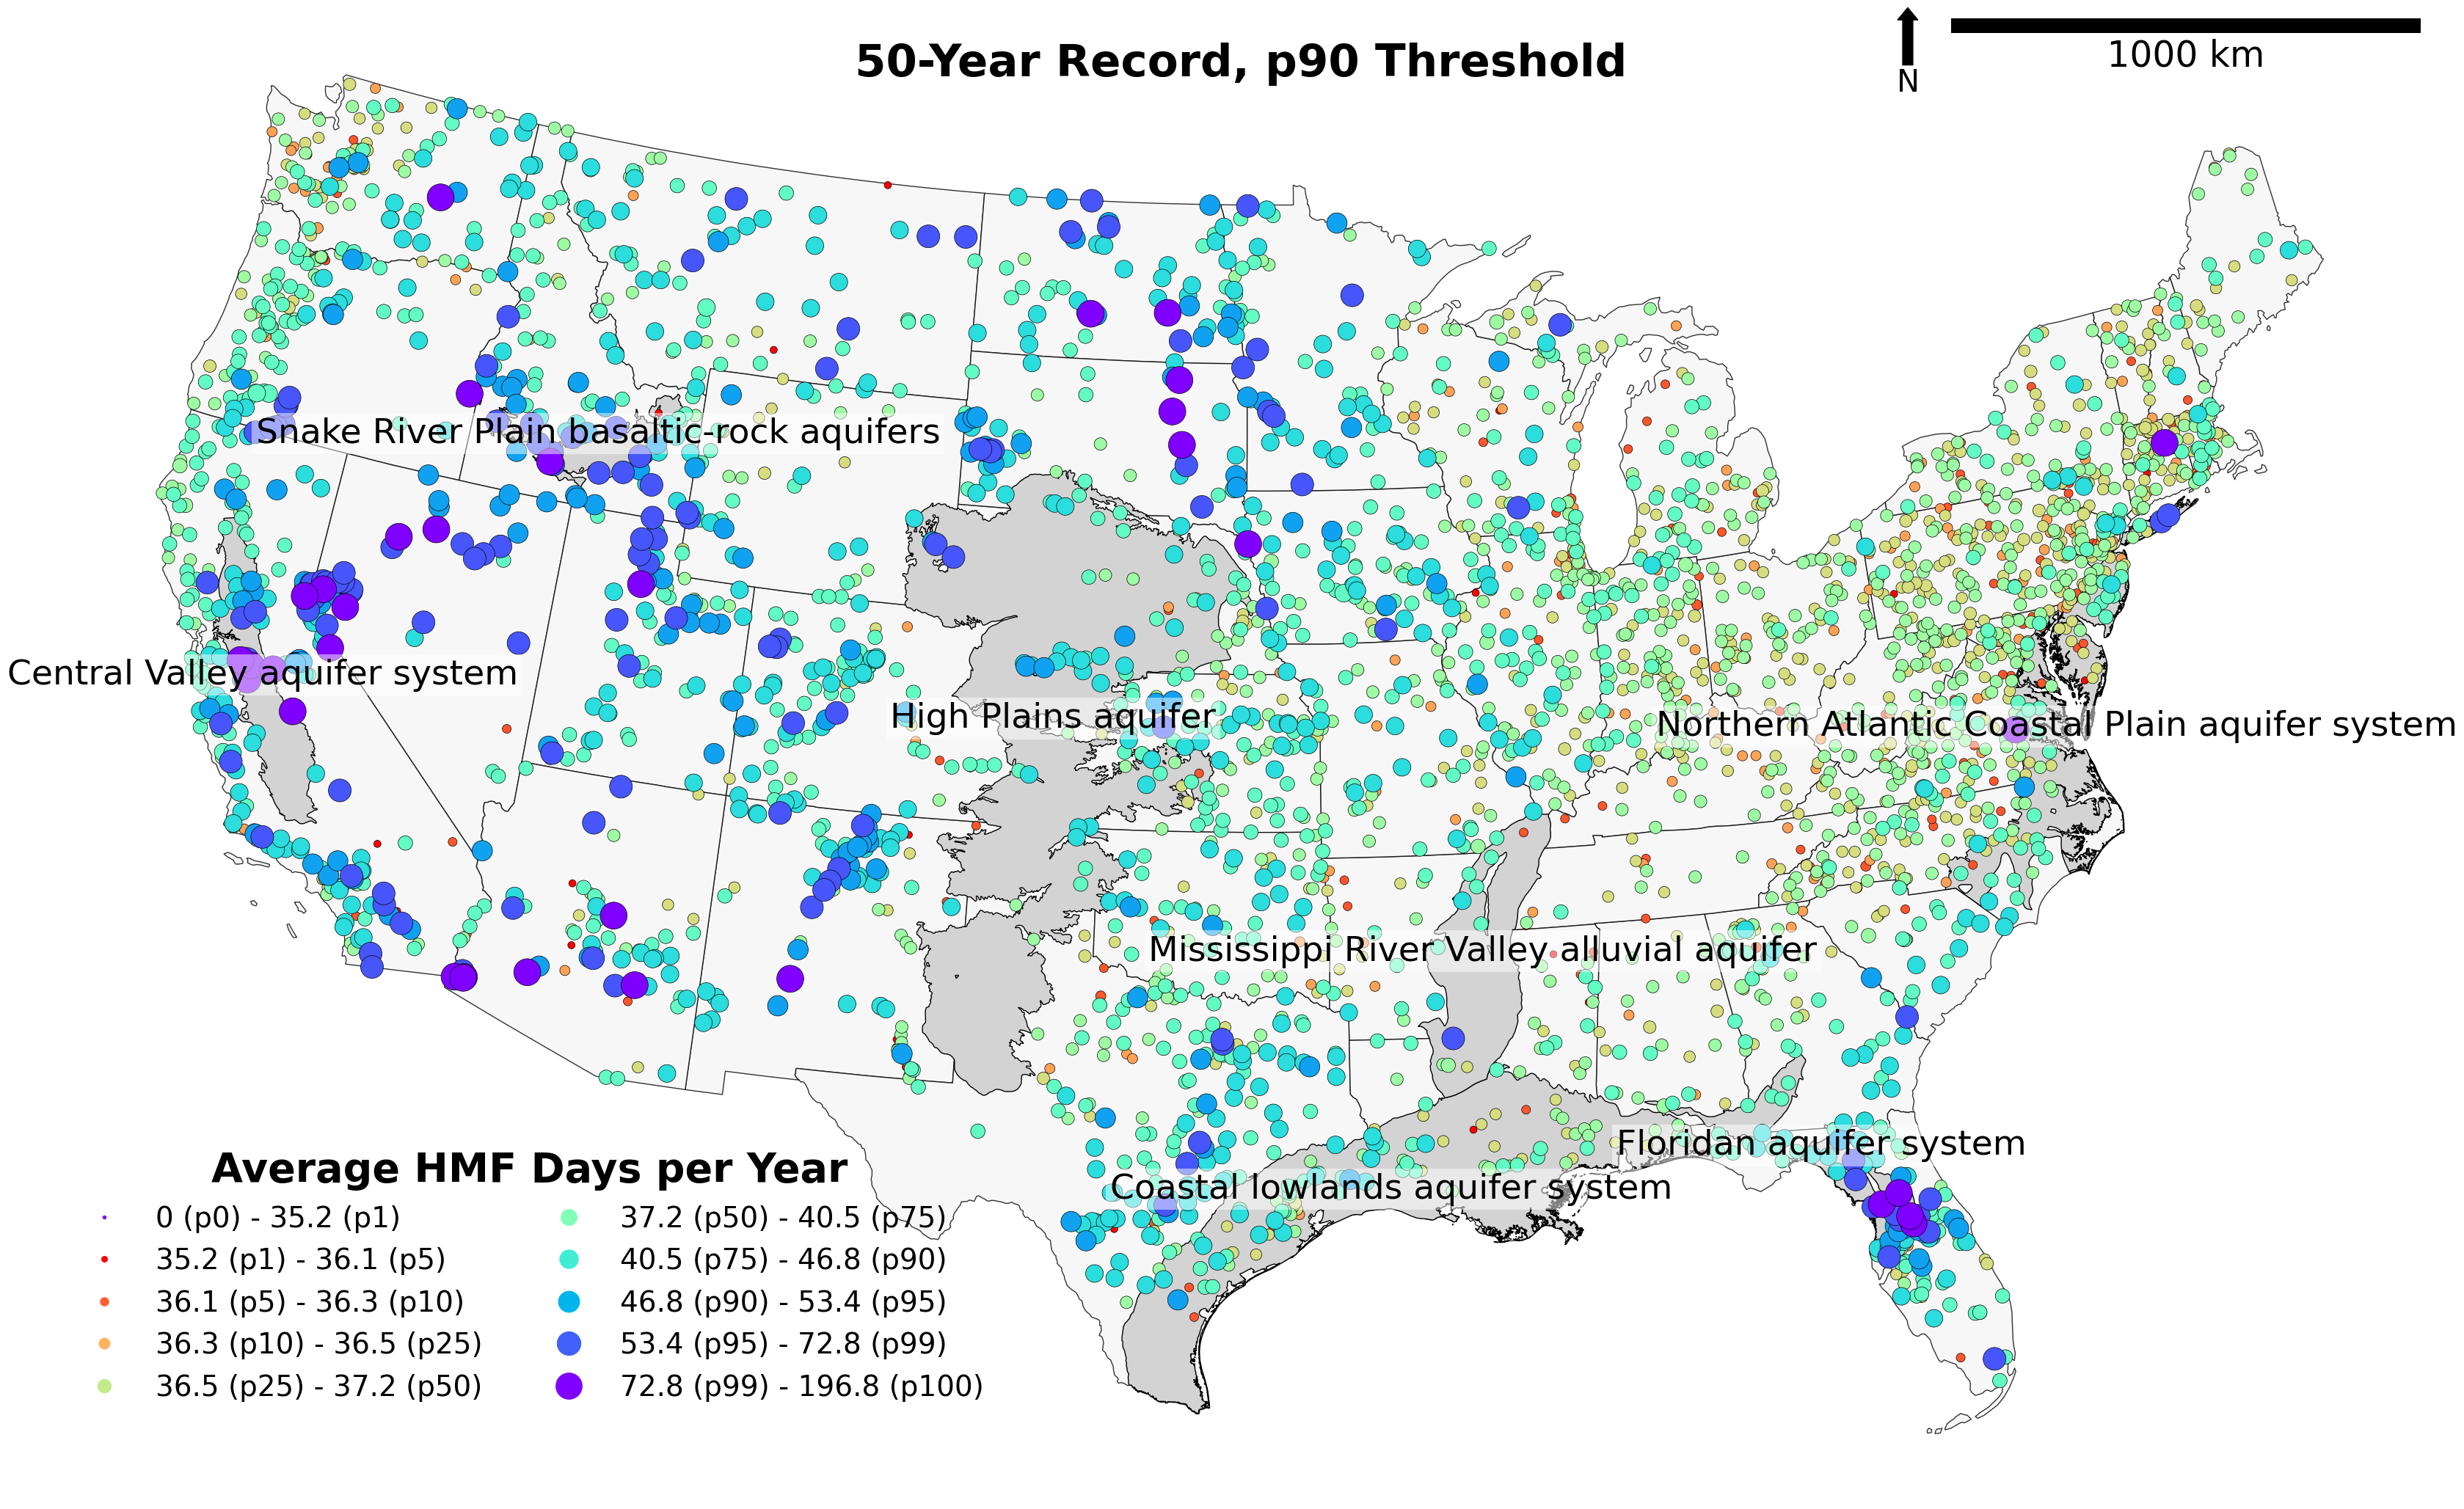 50-Year Record, p90 Threshold
N
1000 km
Snake River Plain basaltic-rock aquifers
Central Valley aquifer system
High Plains aquifer
Northern Atlantic Coastal Plain aquifer system
Mississippi River Valley alluvial aquifer
Floridan aquifer system
Coastal lowlands aquifer system
Average HMF Days per Year
0 (p0) - 35.2 (p1)
35.2 (p1) - 36.1 (p5)
36.1 (p5) - 36.3 (p10)
36.3 (p10) - 36.5 (p25)
36.5 (p25) - 37.2 (p50)
37.2 (p50) - 40.5 (p75)
40.5 (p75) - 46.8 (p90)
46.8 (p90) - 53.4 (p95)
53.4 (p95) - 72.8 (p99)
72.8 (p99) - 196.8 (p100)